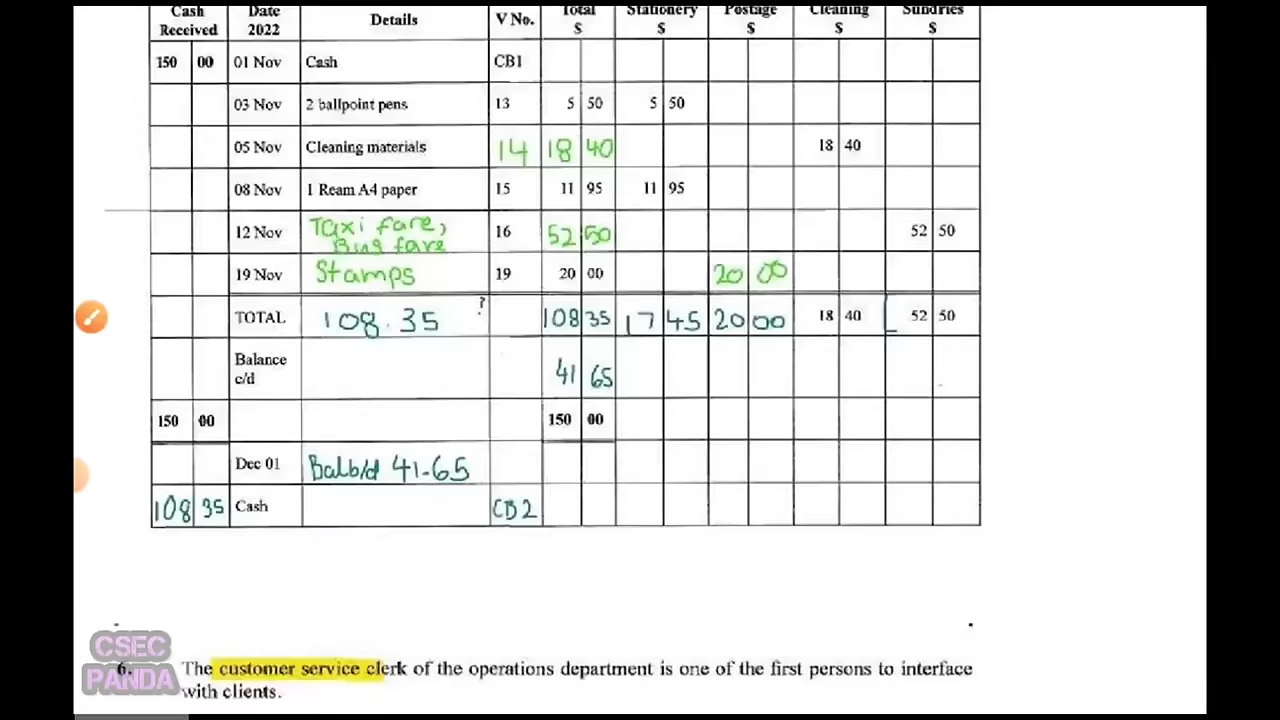 Cash Date Details V No. Total Stationery Postage Cleaning Sundries
Received 2022 $ $ $ $ $
150 00 01 Nov Cash CB1
03 Nov 2 ballpoint pens 13 5 50 5 50
05 Nov Cleaning materials 14 18 40 18 40
08 Nov 1 Ream A4 paper 15 11 95 11 95
12 Nov Taxi fare, Bus fare 16 52 50 52 50
19 Nov Stamps 19 20 00 20 00
TOTAL 108.35 ? 108 35 17 45 20 00 18 40 52 50
Balance c/d 41 65
150 00 150 00
Dec 01 Bal b/d 41-65
108 35 Cash CB2
CSEC PANDA
6. The customer service clerk of the operations department is one of the first persons to interface
with clients.